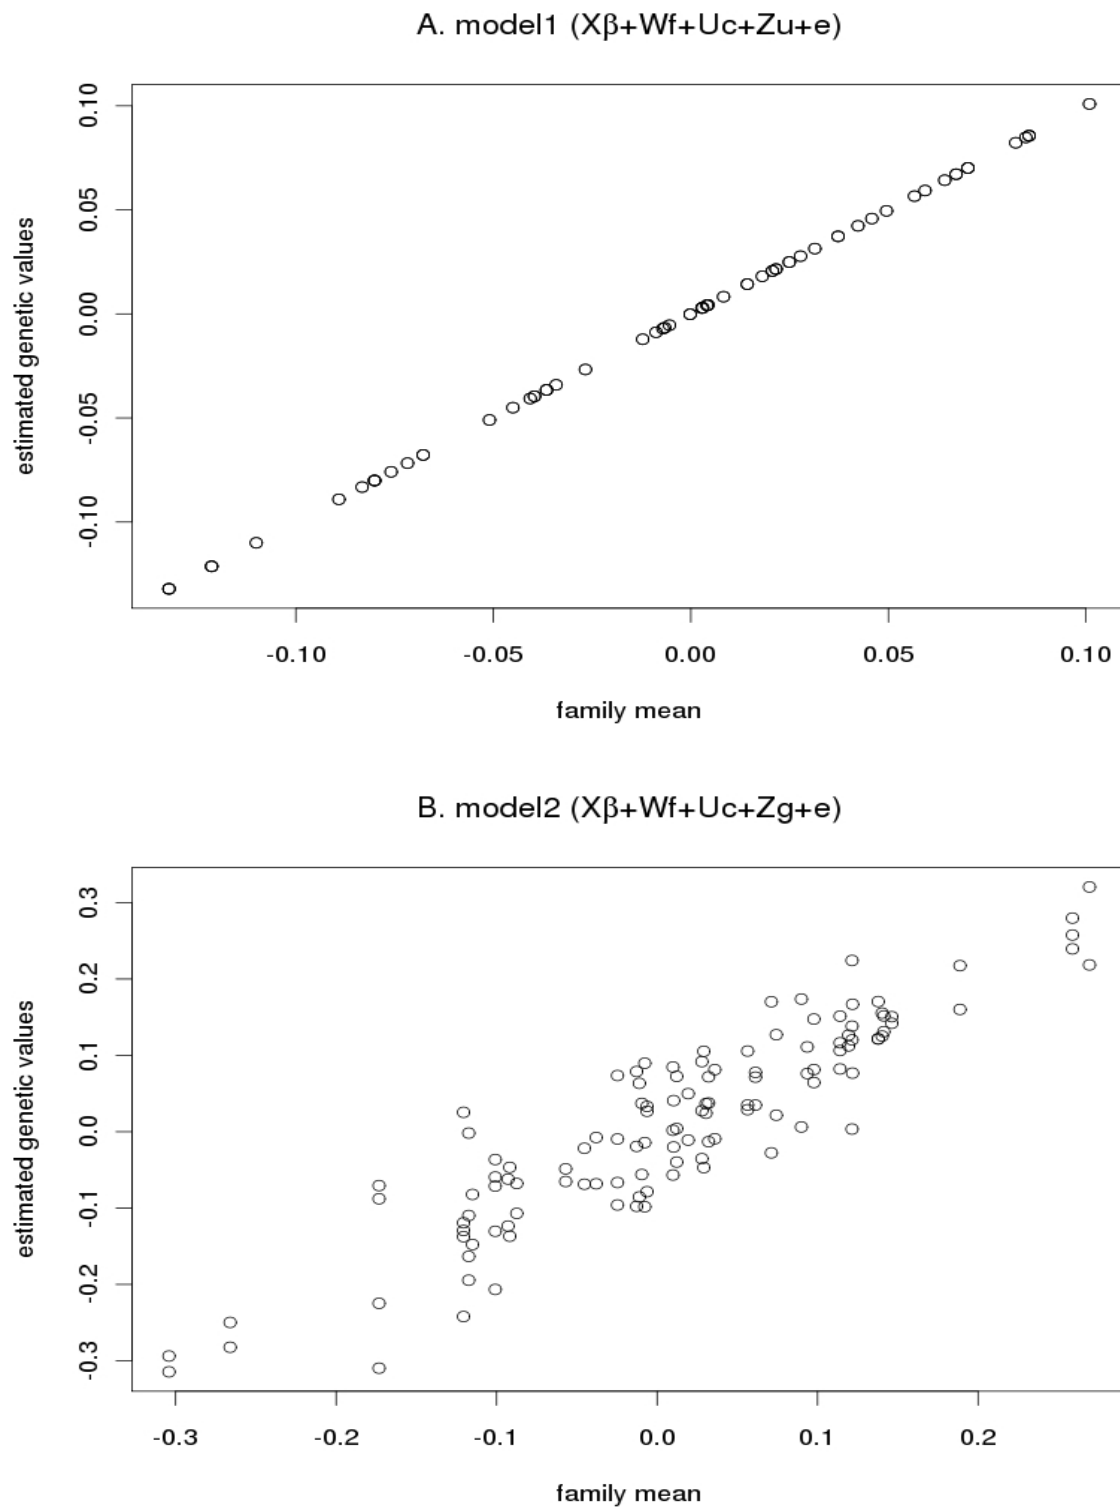 A. model1 (Xβ+Wf+Uc+Zu+e)
estimated genetic values
0.10
0.05
0.00
-0.05
-0.10
-0.10 -0.05 0.00 0.05 0.10
family mean
B. model2 (Xβ+Wf+Uc+Zg+e)
estimated genetic values
0.3
0.2
0.1
0.0
-0.1
-0.2
-0.3
-0.3 -0.2 -0.1 0.0 0.1 0.2
family mean